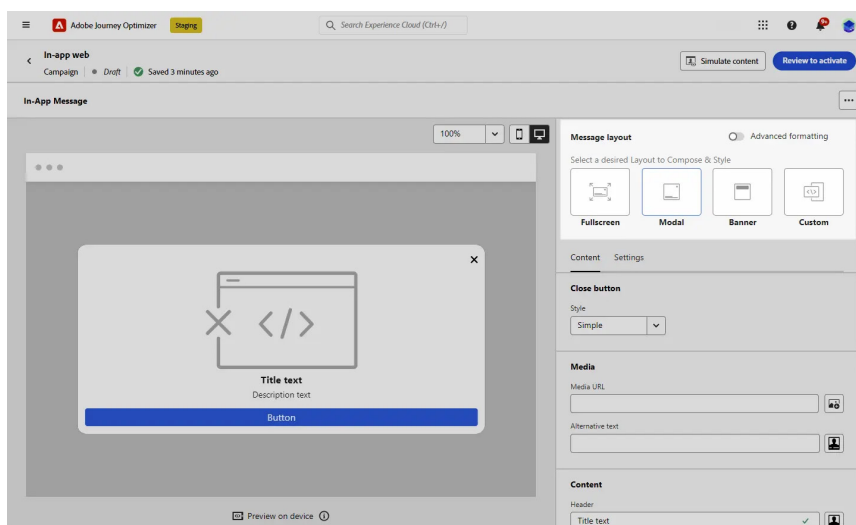 Adobe Journey Optimizer
Staging
Search Experience Cloud (Ctrl+/)
In-app web
Campaign
Draft
Saved 3 minutes ago
Simulate content
Review to activate
In-App Message
100%
Message layout
Advanced formatting
Select a desired Layout to Compose & Style
Fullscreen
Modal
Banner
Custom
Content
Settings
Close button
Style
Simple
Media
Media URL
Alternative text
Content
Header
Title text
Title text
Description text
Button
Preview on device